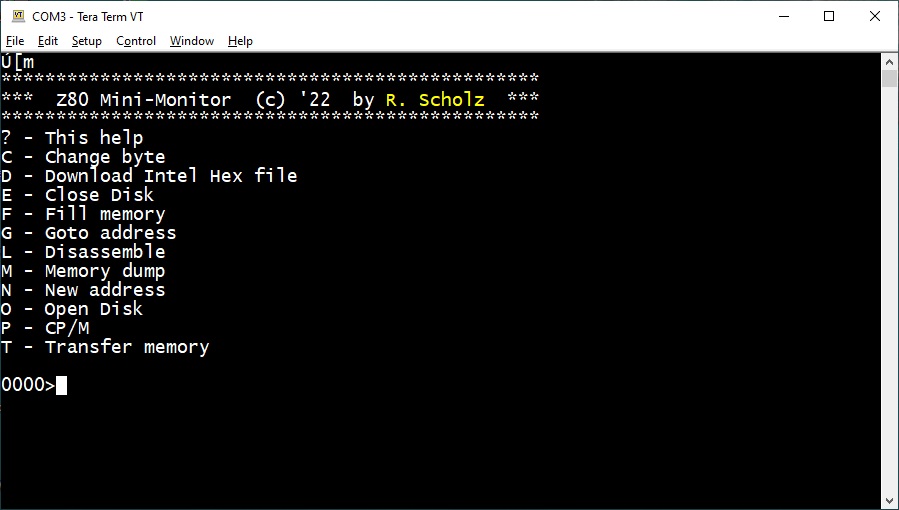 COM3 - Tera Term VT
File Edit Setup Control Window Help
Ú[m
*************************************************
***  Z80 Mini-Monitor  (c) '22  by R. Scholz  ***
*************************************************
? - This help
C - Change byte
D - Download Intel Hex file
E - Close Disk
F - Fill memory
G - Goto address
L - Disassemble
M - Memory dump
N - New address
O - Open Disk
P - CP/M
T - Transfer memory
0000>